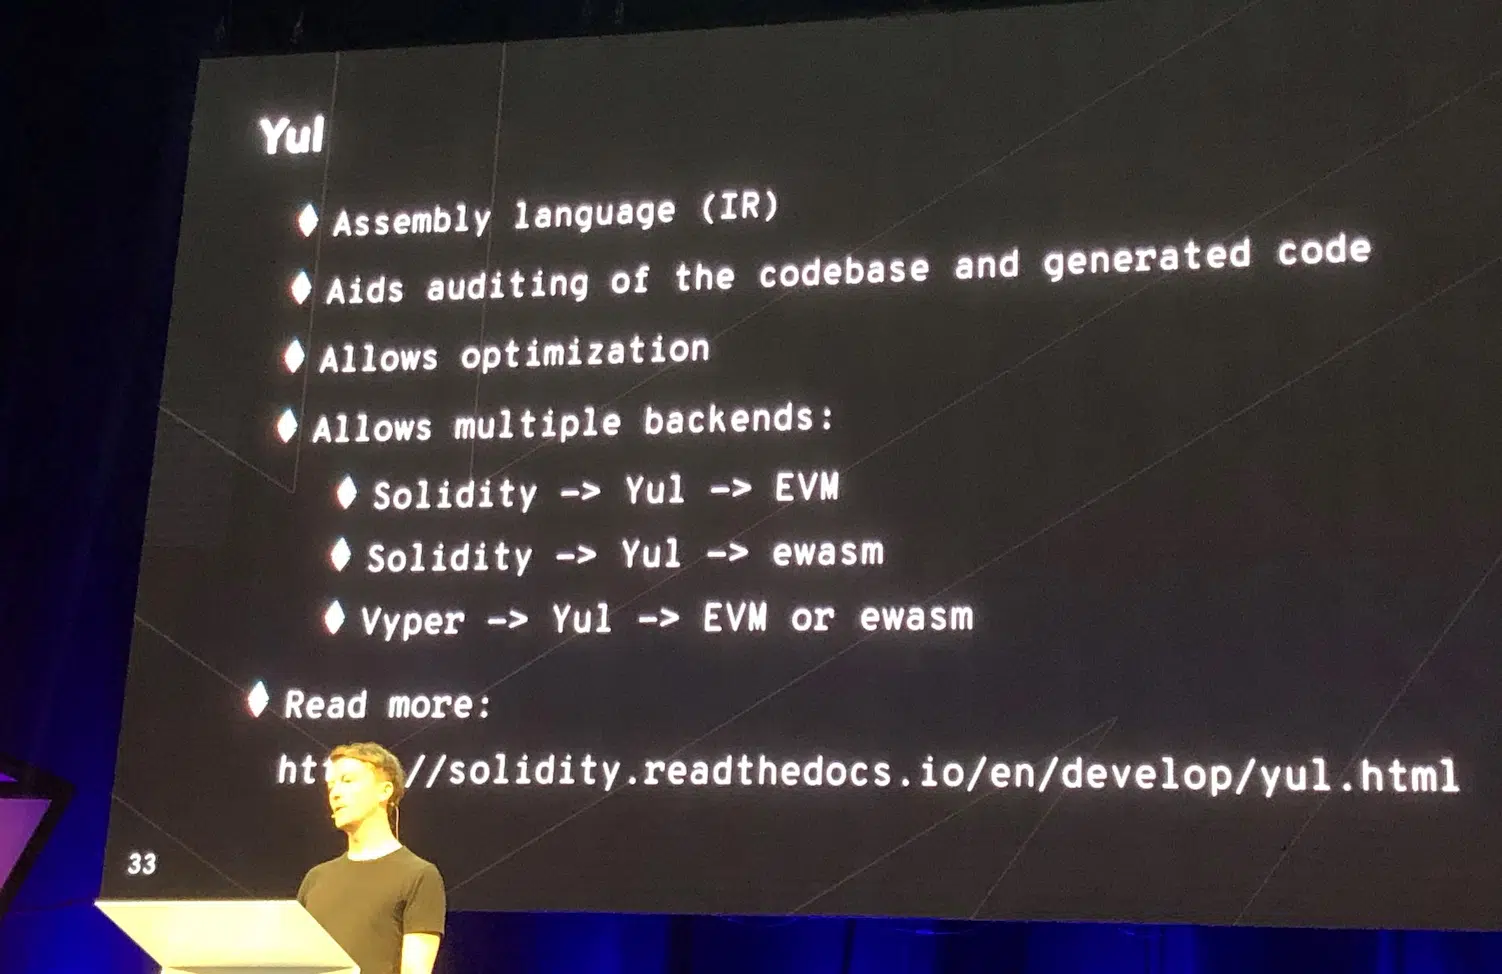 Yul
Assembly language (IR)
Aids auditing of the codebase and generated code
Allows optimization
Allows multiple backends:
Solidity -> Yul -> EVM
Solidity -> Yul -> ewasm
Vyper -> Yul -> EVM or ewasm
Read more:
//solidity.readthedocs.io/en/develop/yul.html
33